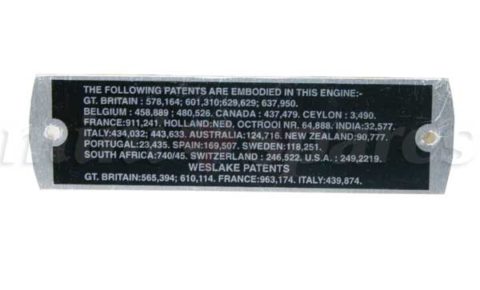 THE FOLLOWING PATENTS ARE EMBODIED IN THIS ENGINE:-
GT. BRITAIN : 578,164; 601,310;629,629; 637,950.
BELGIUM : 458,889 ; 480,526. CANADA : 437,479. CEYLON : 3,490.
FRANCE:911,241. HOLLAND:NED, OCTROOI NR. 64,888. INDIA:32,577.
ITALY:434,032; 443,633. AUSTRALIA:124,716. NEW ZEALAND:90,777.
PORTUGAL:23,435. SPAIN:169,507. SWEDEN:118,251.
SOUTH AFRICA:740/45. SWITZERLAND : 246,522. U.S.A. : 249,2219.
WESLAKE PATENTS
GT. BRITAIN:565,394; 610,114. FRANCE:963,174. ITALY:439,874.